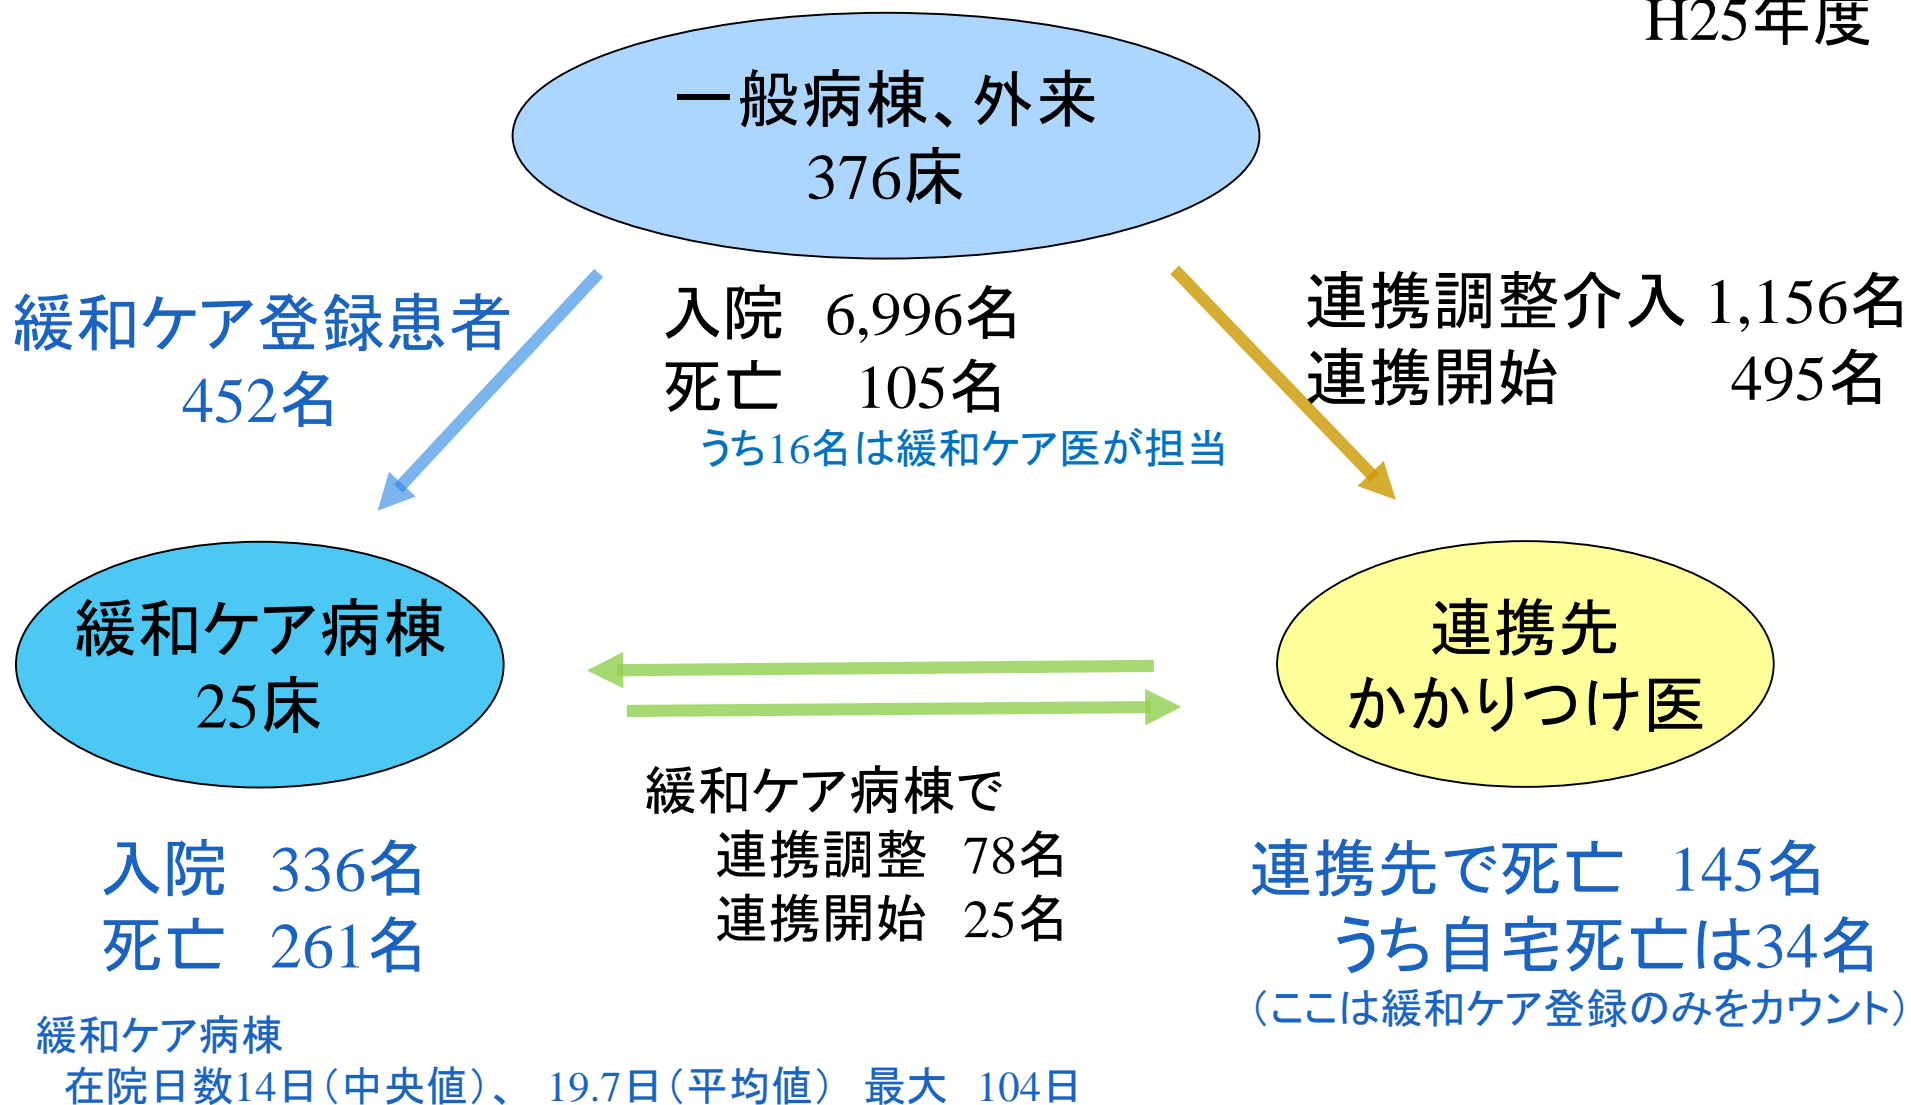 H25年度
一般病棟、外来
376床
緩和ケア登録患者
452名
入院 6,996名
死亡 105名
うち16名は緩和ケア医が担当
連携調整介入 1,156名
連携開始 495名
緩和ケア病棟
25床
連携先
かかりつけ医
緩和ケア病棟で
連携調整 78名
連携開始 25名
入院 336名
死亡 261名
連携先で死亡 145名
うち自宅死亡は34名
（ここは緩和ケア登録のみをカウント）
緩和ケア病棟
在院日数14日（中央値）、 19.7日（平均値） 最大 104日